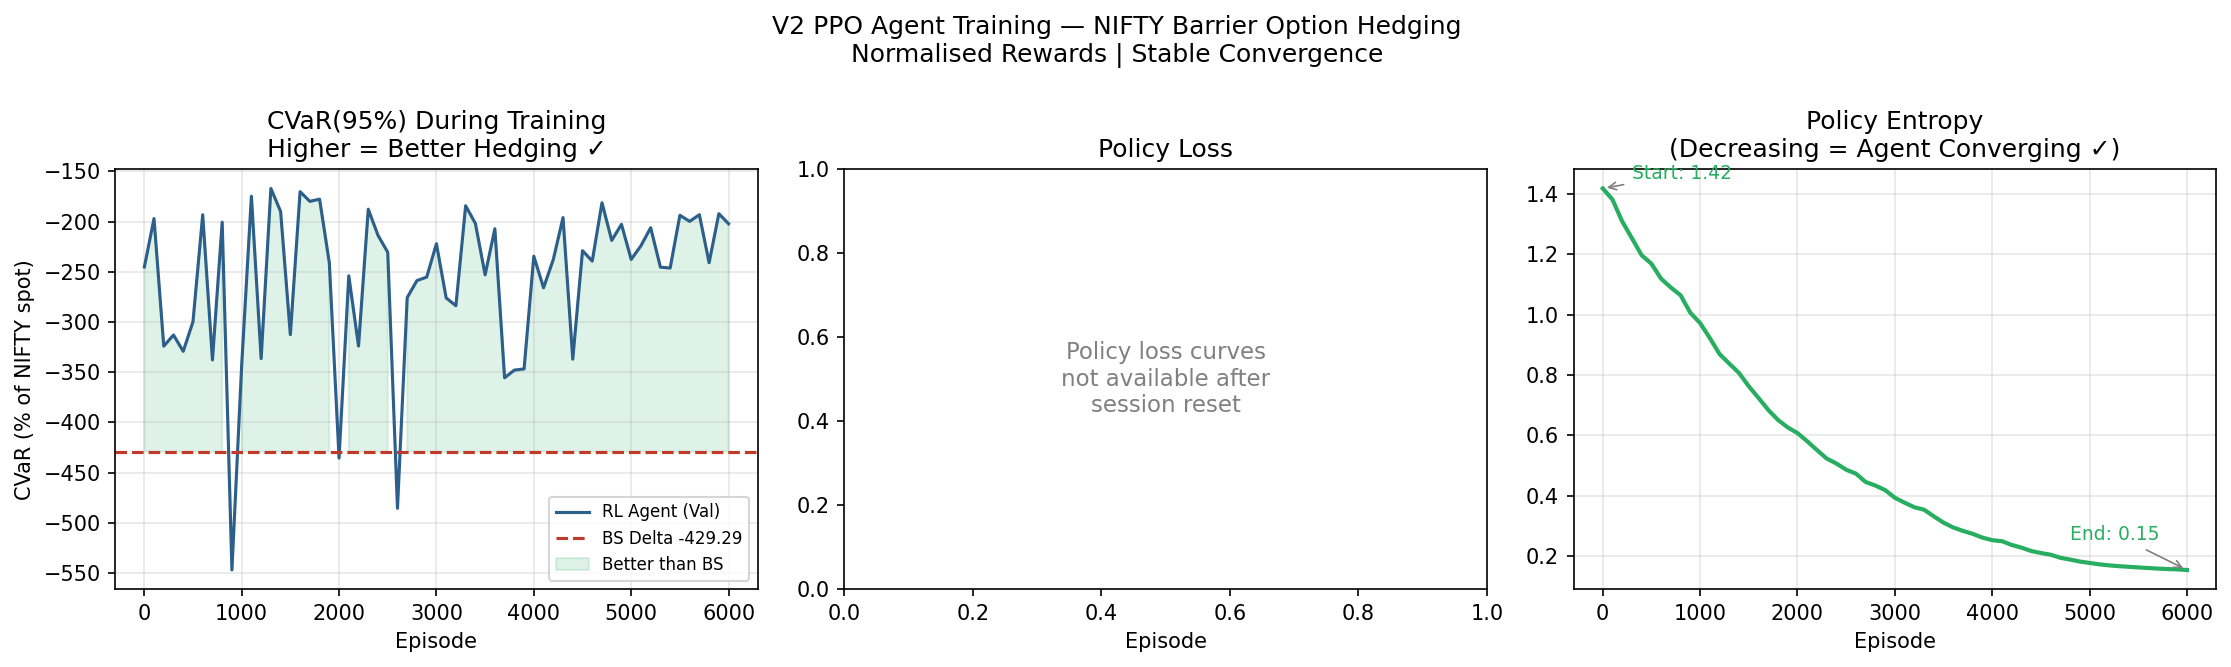 V2 PPO Agent Training — NIFTY Barrier Option Hedging
Normalised Rewards | Stable Convergence
CVaR(95%) During Training
Higher = Better Hedging ✓
CVaR (% of NIFTY spot)
−150
−200
−250
−300
−350
−400
−450
−500
−550
RL Agent (Val)
BS Delta -429.29
Better than BS
0 1000 2000 3000 4000 5000 6000
Episode
Policy Loss
1.0
0.8
0.6
0.4
0.2
0.0
Policy loss curves
not available after
session reset
0.0 0.2 0.4 0.6 0.8 1.0
Episode
Policy Entropy
(Decreasing = Agent Converging ✓)
Start: 1.42
1.4
1.2
1.0
0.8
0.6
0.4
0.2
End: 0.15
0 1000 2000 3000 4000 5000 6000
Episode